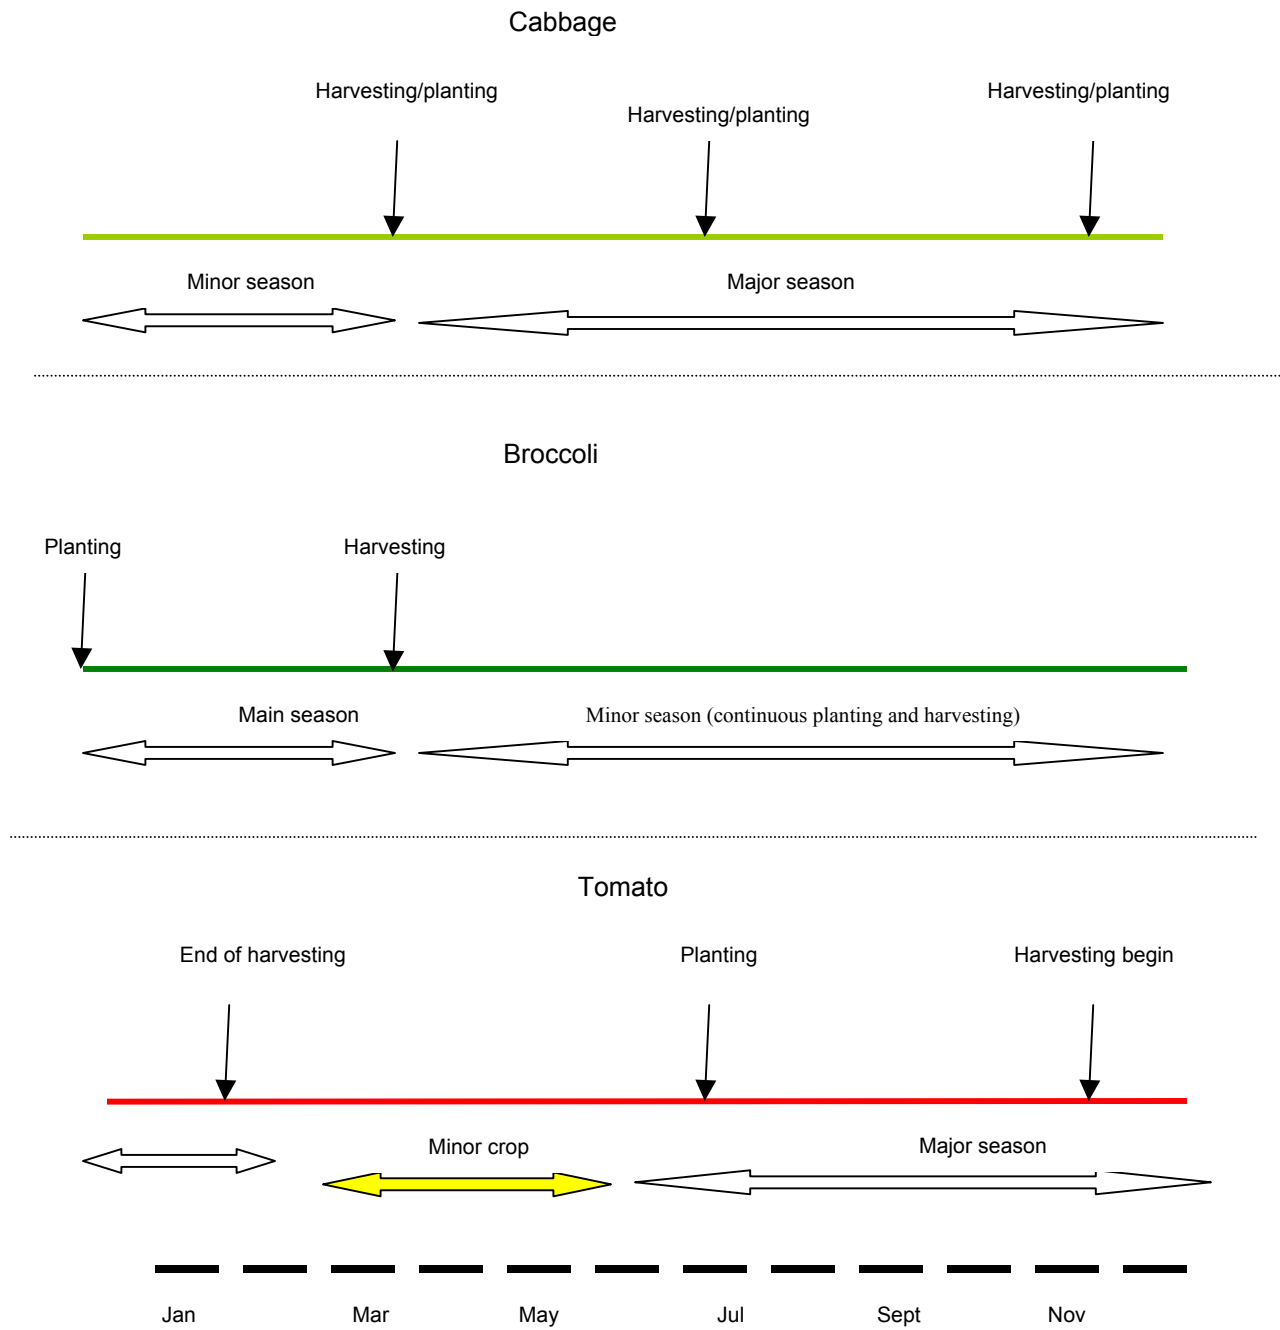 Cabbage
Harvesting/planting
Harvesting/planting
Harvesting/planting
Minor season
Major season
Broccoli
Planting
Harvesting
Main season
Minor season (continuous planting and harvesting)
Tomato
End of harvesting
Planting
Harvesting begin
Minor crop
Major season
Jan
Mar
May
Jul
Sept
Nov